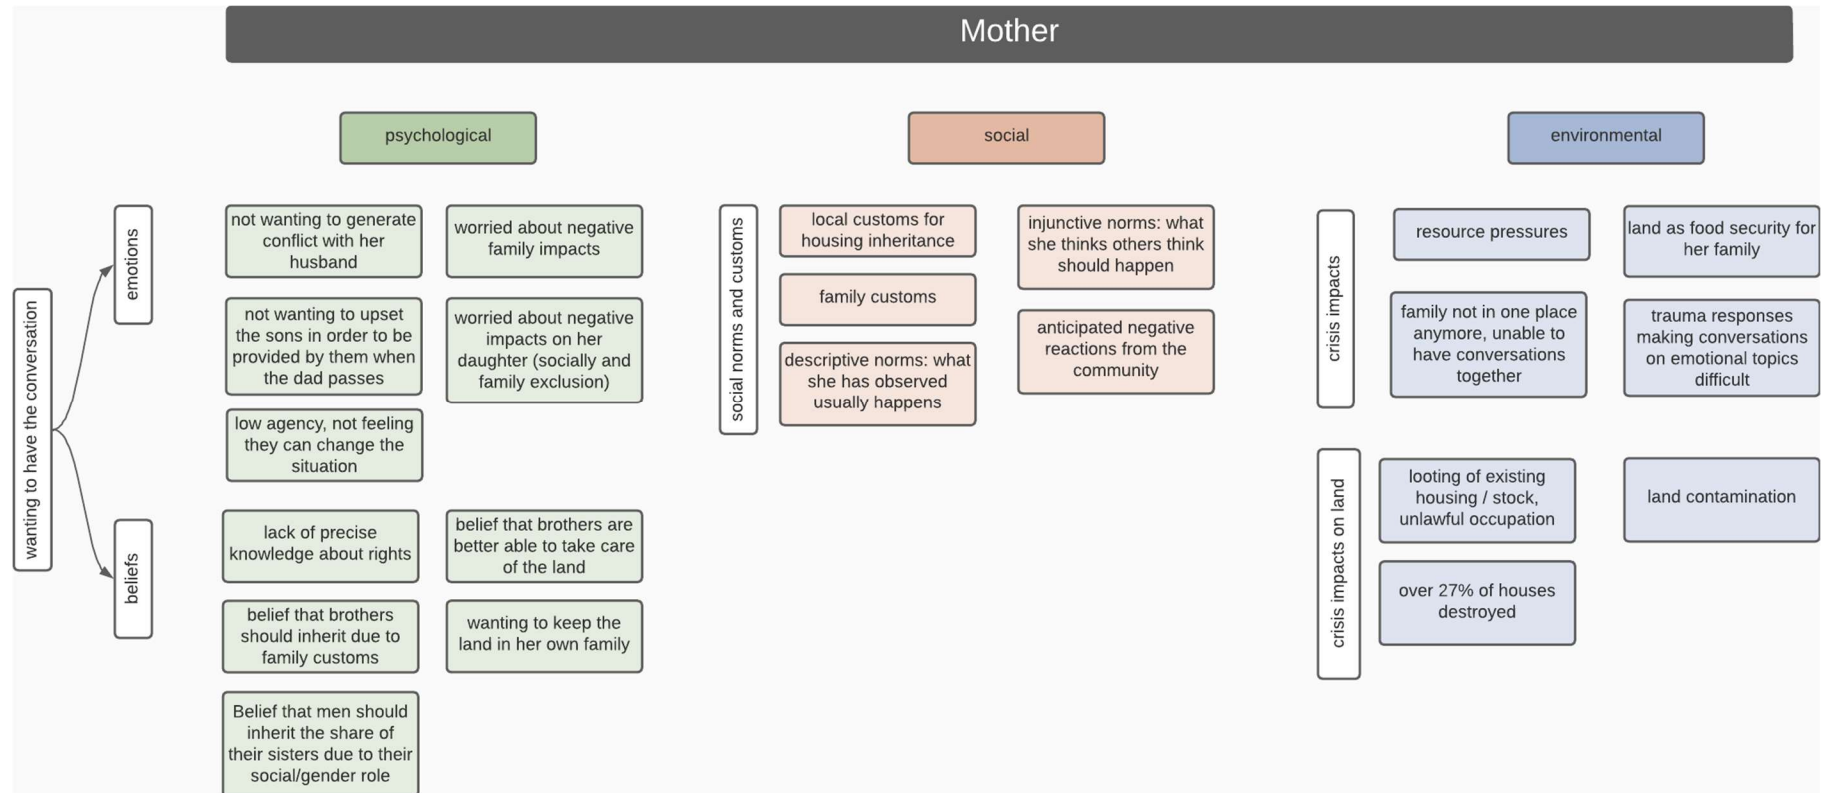 Mother
psychological
social
environmental
wanting to have the conversation
emotions
not wanting to generate
conflict with her
husband
worried about negative
family impacts
not wanting to upset
the sons in order to be
provided by them when
the dad passes
worried about negative
impacts on her
daughter (socially and
family exclusion)
low agency, not feeling
they can change the
situation
beliefs
lack of precise
knowledge about rights
belief that brothers are
better able to take care
of the land
belief that brothers
should inherit due to
family customs
wanting to keep the
land in her own family
Belief that men should
inherit the share of
their sisters due to their
social/gender role
social norms and customs
local customs for
housing inheritance
injunctive norms: what
she thinks others think
should happen
family customs
anticipated negative
reactions from the
community
descriptive norms: what
she has observed
usually happens
crisis impacts
resource pressures
land as food security for
her family
family not in one place
anymore, unable to
have conversations
together
trauma responses
making conversations
on emotional topics
difficult
crisis impacts on land
looting of existing
housing / stock,
unlawful occupation
land contamination
over 27% of houses
destroyed